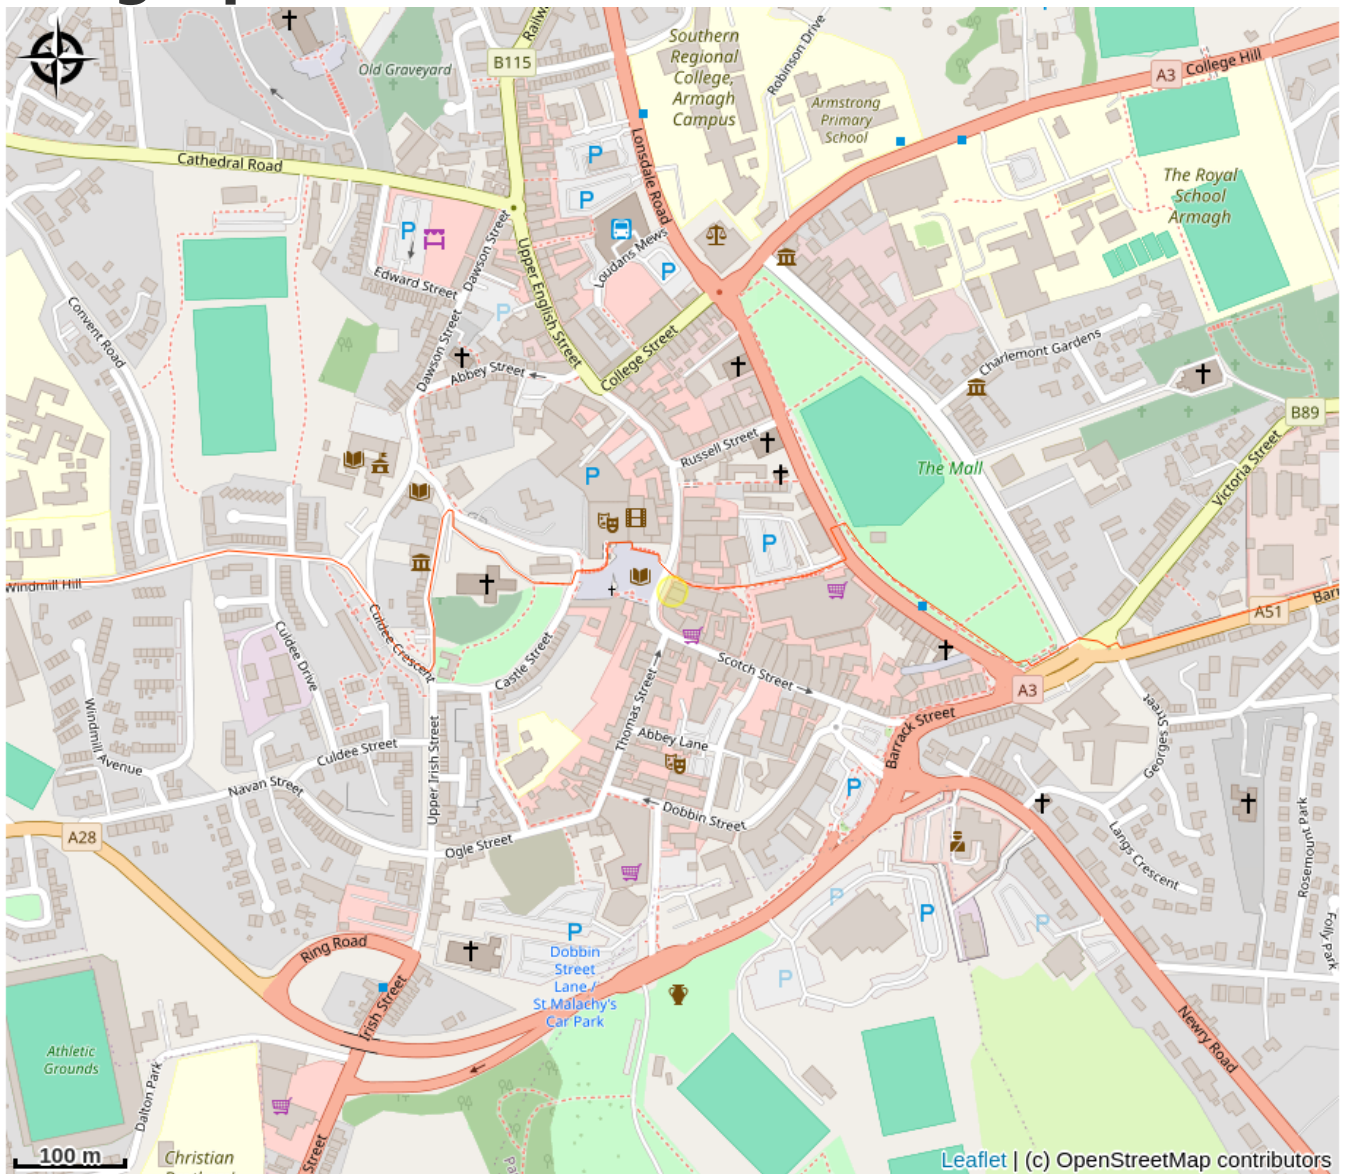 Southern
Regional
College,
Armagh
Campus
Robinson Drive
A3
College Hill
B115
Old Graveyard
Armstrong
Primary
School
Lonsdale Road
Cathedral Road
P
P
The Royal
School
Armagh
P
Dawson Street
Upper English Street
Loudans Mews
P
Edward Street
P
Convent Road
Dawson Street
College Street
Charlemont Gardens
Abbey Street
B89
Russell Street
The Mall
Victoria Street
P
P
Windmill Hill
Culdee Crescent
A51
Culdee Drive
Castle Street
Scotch Street
A3
Thomas Street
Georges Street
Windmill Avenue
Upper Irish Street
Abbey Lane
Barrack Street
Culdee Street
Navan Street
P
Dobbin Street
A28
Ogle Street
Langs Crescent
Rosemount Park
P
P
P
P
Folly Park
Ring Road
Dobbin
Street
Lane /
St Malachy's
Car Park
P
Irish Street
Newry Road
Athletic
Grounds
Dalton Park
Street
100 m
Christian
Leaflet | (c) OpenStreetMap contributors